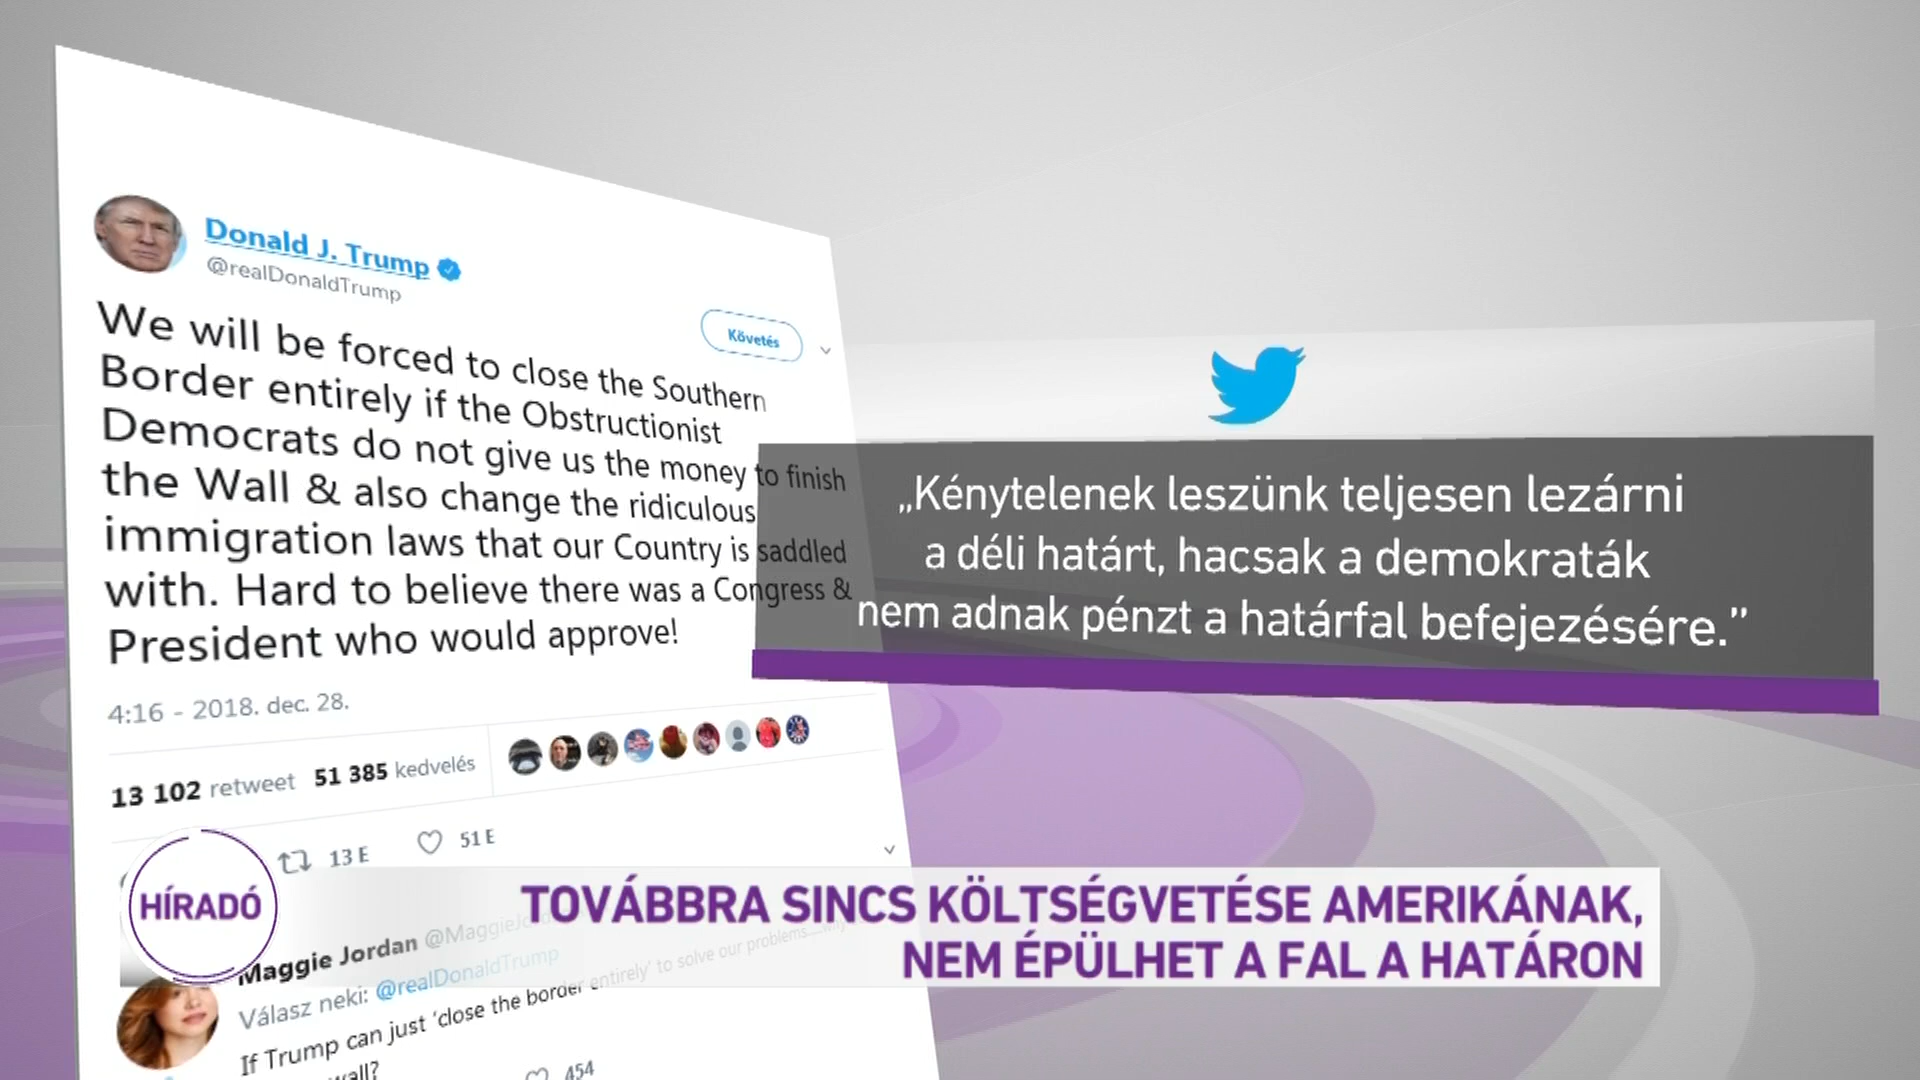 Donald J. Trump
@realDonaldTrump
Követés
We will be forced to close the Southern
Border entirely if the Obstructionist
Democrats do not give us the money to finish
the Wall & also change the ridiculous
immigration laws that our Country is saddled
with. Hard to believe there was a Congress &
President who would approve!
4:16 - 2018. dec. 28.
13 102 retweet 51 385 kedvelés
13 E 51 E
„Kénytelenek leszünk teljesen lezárni
a déli határt, hacsak a demokraták
nem adnak pénzt a határfal befejezésére.”
HÍRADÓ
TOVÁBBRA SINCS KÖLTSÉGVETÉSE AMERIKÁNAK,
NEM ÉPÜLHET A FAL A HATÁRON
Maggie Jordan
Válasz neki: @realDonaldTrump
If Trump can just 'close the border entirely' to solve our problems....
wall?
454